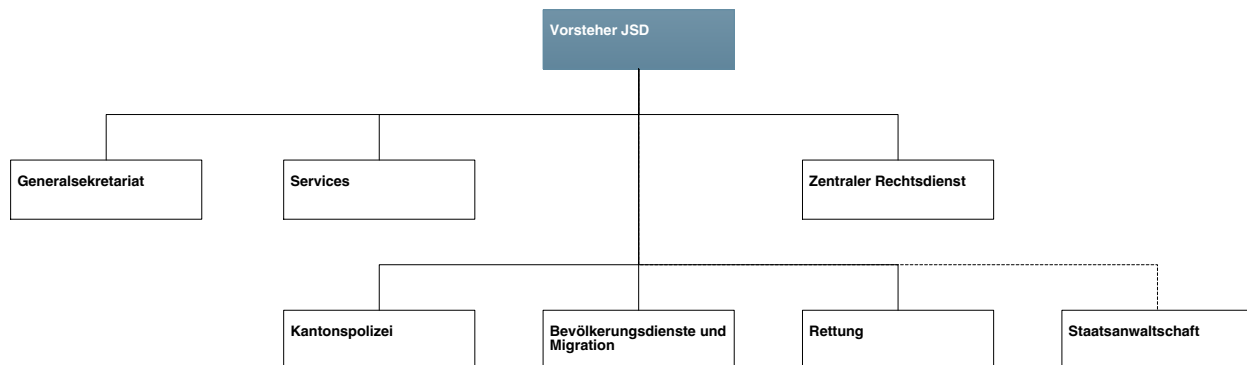 Vorsteher JSD
Generalsekretariat
Services
Zentraler Rechtsdienst
Kantonspolizei
Bevölkerungsdienste und
Migration
Rettung
Staatsanwaltschaft